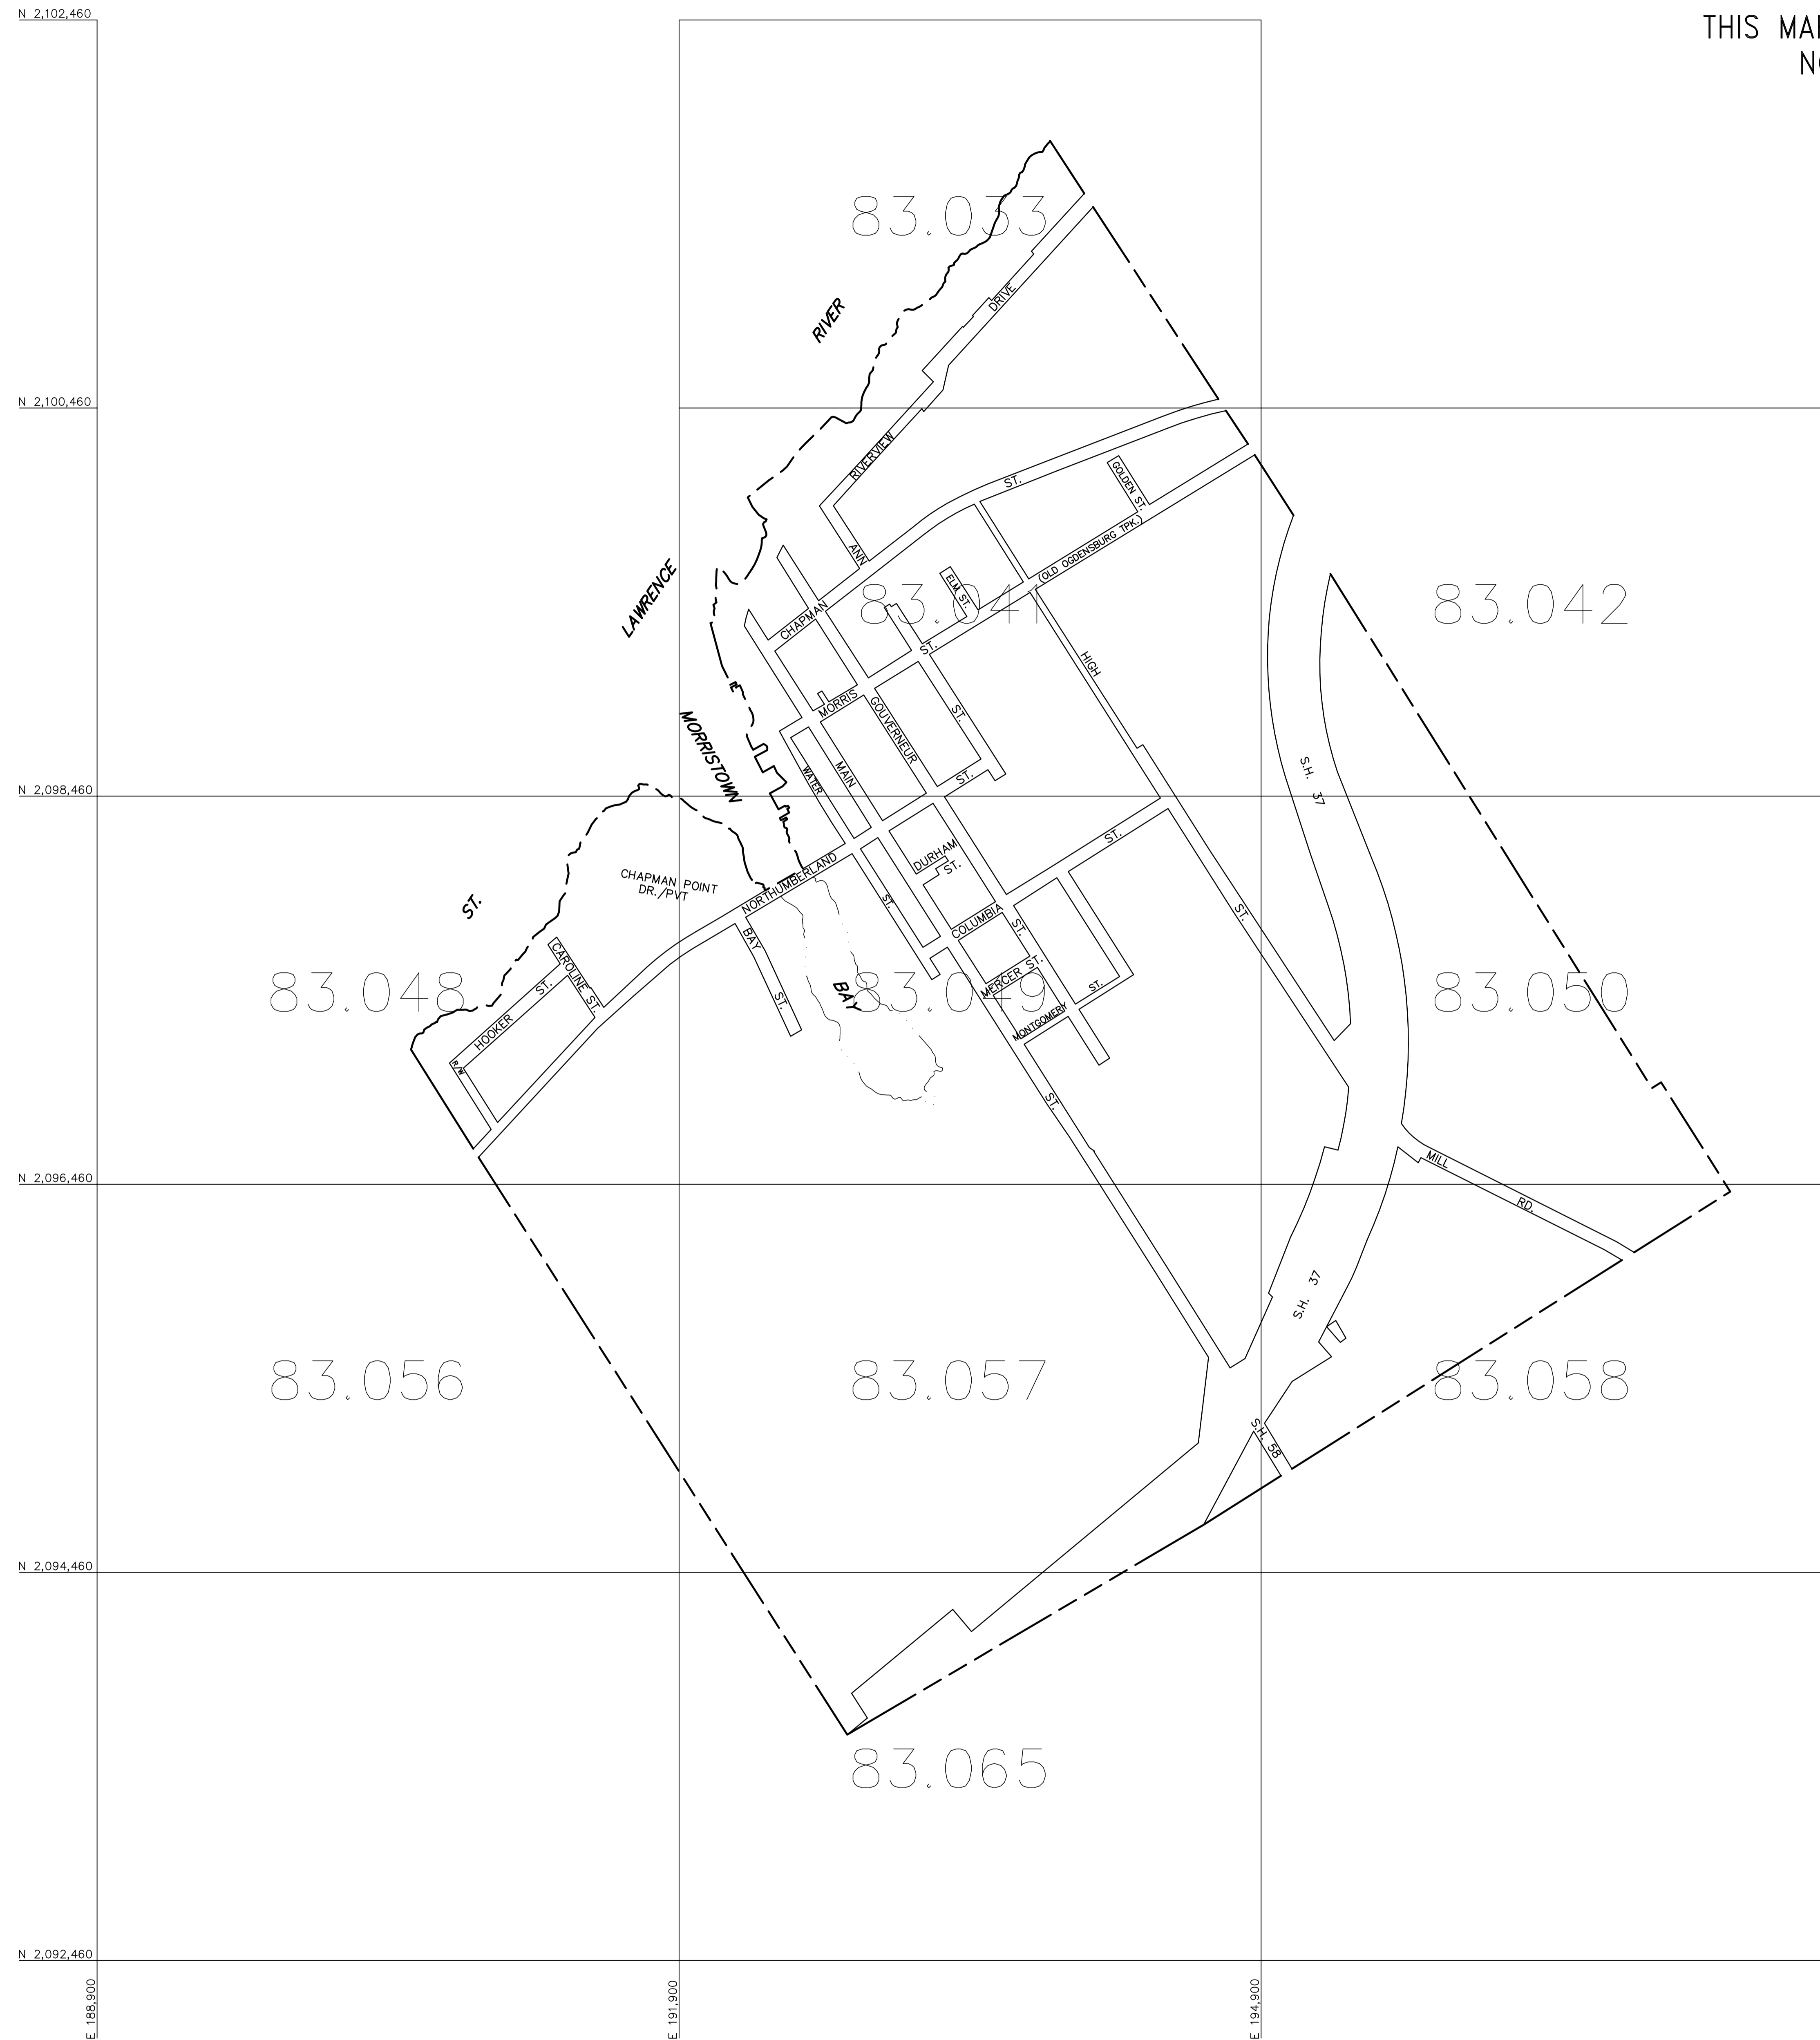 N 2,102,460
THIS MA
N
83.033
RIVER
DRIVE
N 2,100,460
RIVERVIEW
ST.
GOLDEN ST.
(OLD OGDENSBURG TPK.)
ANN
LAWRENCE
ELM ST.
83.041
83.042
CHAPMAN
ST.
HIGH
MORRIS
GOUVERNEUR
ST.
MORRISTOWN
S.H. 37
WATER
MAIN
ST.
N 2,098,460
ST.
DURHAM
ST.
NORTHUMBERLAND
CHAPMAN POINT
DR./PVT
ST.
ST.
COLUMBIA
ST.
ST.
BAY
CAROLINE ST.
MERCER ST.
83.048
83.049
83.050
ST.
ST.
BAY
ST.
HOOKER
MONTGOMERY
R/W
ST.
MILL
N 2,096,460
RD.
S.H. 37
83.056
83.057
83.058
S.H. 58
N 2,094,460
83.065
N 2,092,460
E 188,900
E 191,900
E 194,900